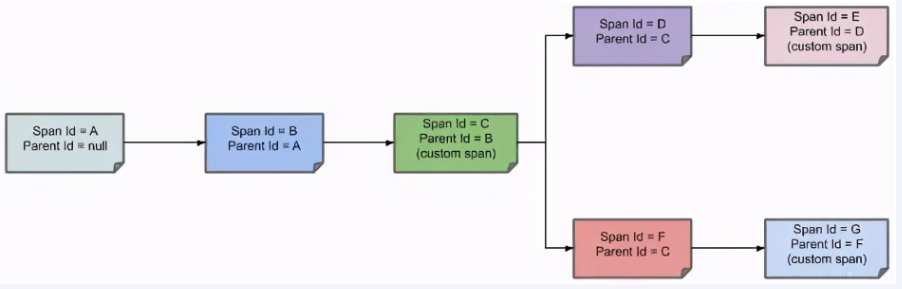 Span Id = A
Parent Id = null
Span Id = B
Parent Id = A
Span Id = C
Parent Id = B
(custom span)
Span Id = D
Parent Id = C
Span Id = E
Parent Id = D
(custom span)
Span Id = F
Parent Id = C
Span Id = G
Parent Id = F
(custom span)